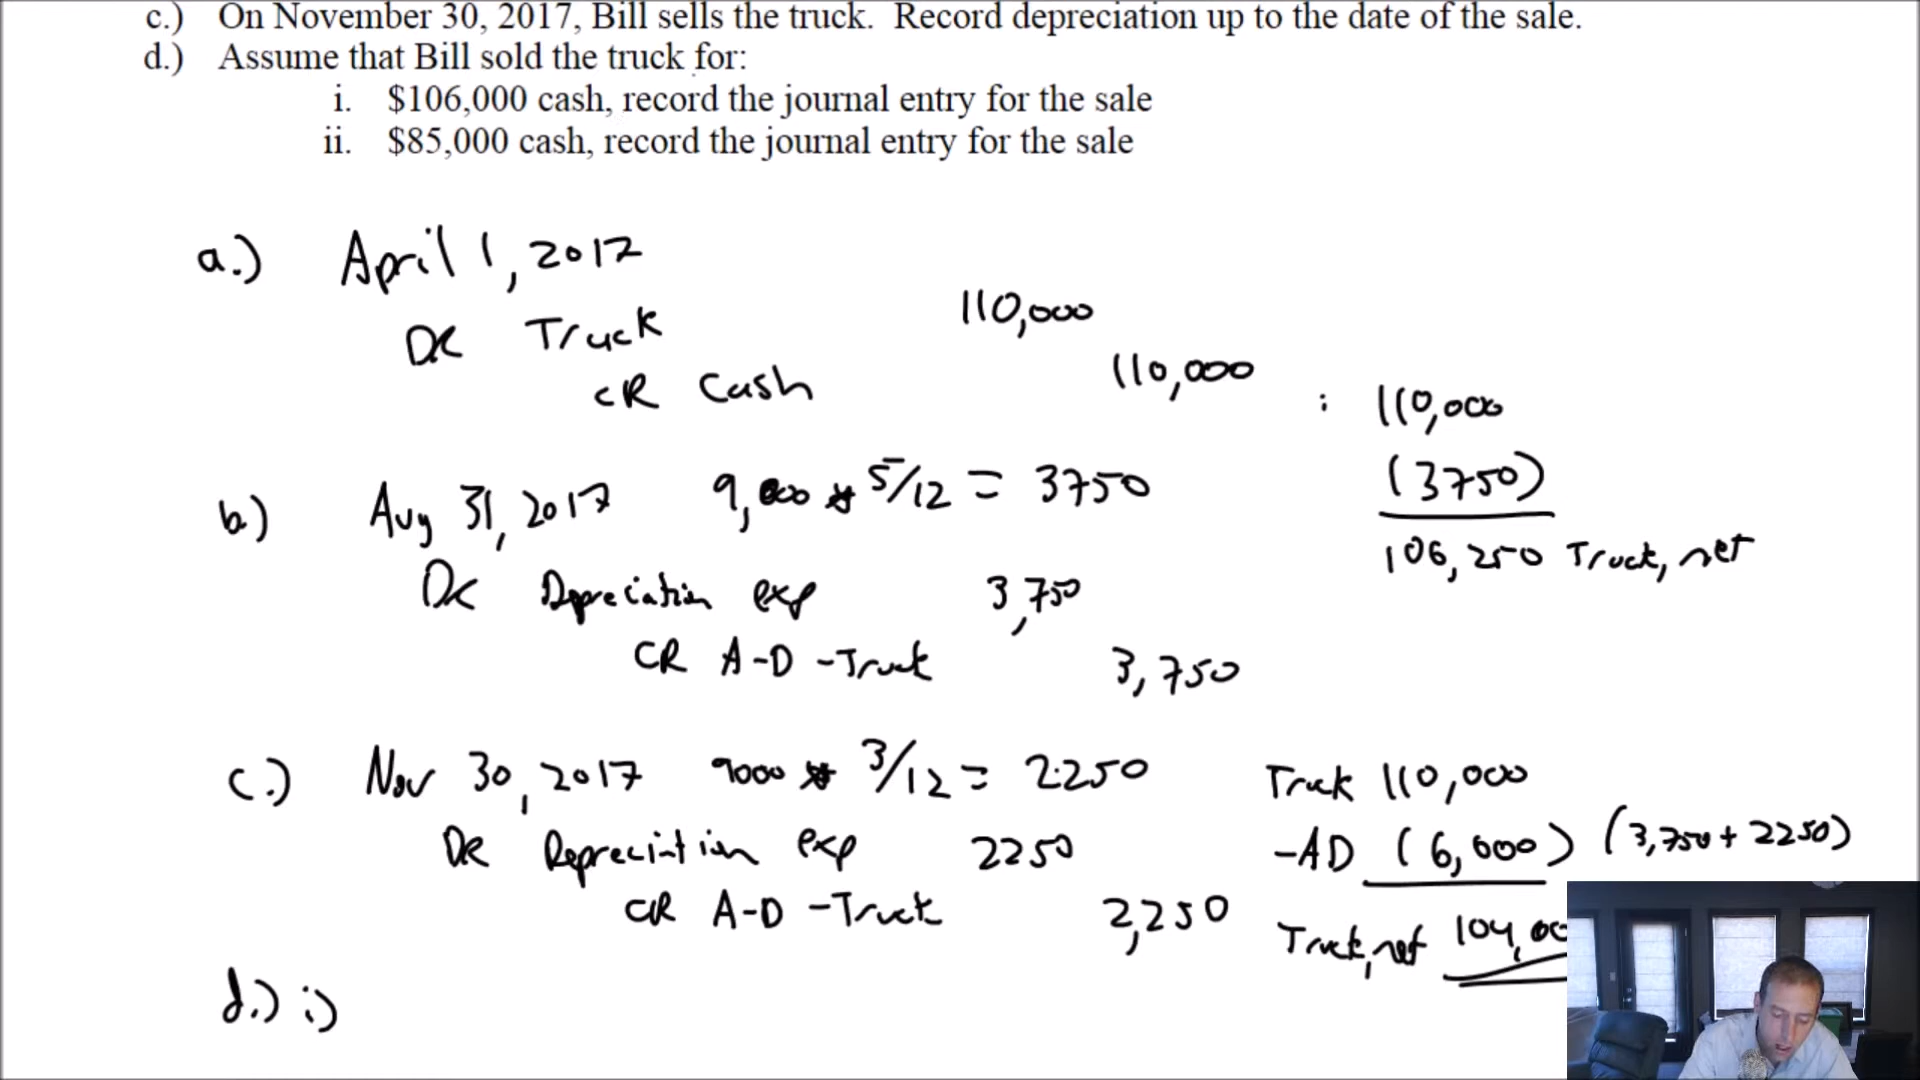 c.) On November 30, 2017, Bill sells the truck. Record depreciation up to the date of the sale.
d.) Assume that Bill sold the truck for:
i. $106,000 cash, record the journal entry for the sale
ii. $85,000 cash, record the journal entry for the sale
a.) April 1, 2017
DR Truck 110,000
CR Cash 110,000
: 110,000
(3750)
106,250 Truck, net
b) Aug 31, 2017 9,000 * 5/12 = 3750
DR Depreciation exp 3,750
CR A-D -Truck 3,750
c.) Nov 30, 2017 9000 * 3/12 = 2250
DR Depreciation exp 2250
CR A-D -Truck 2,250
Truck 110,000
-AD (6,000) (3,750 + 2250)
Truck, net 104,00
d.) i)